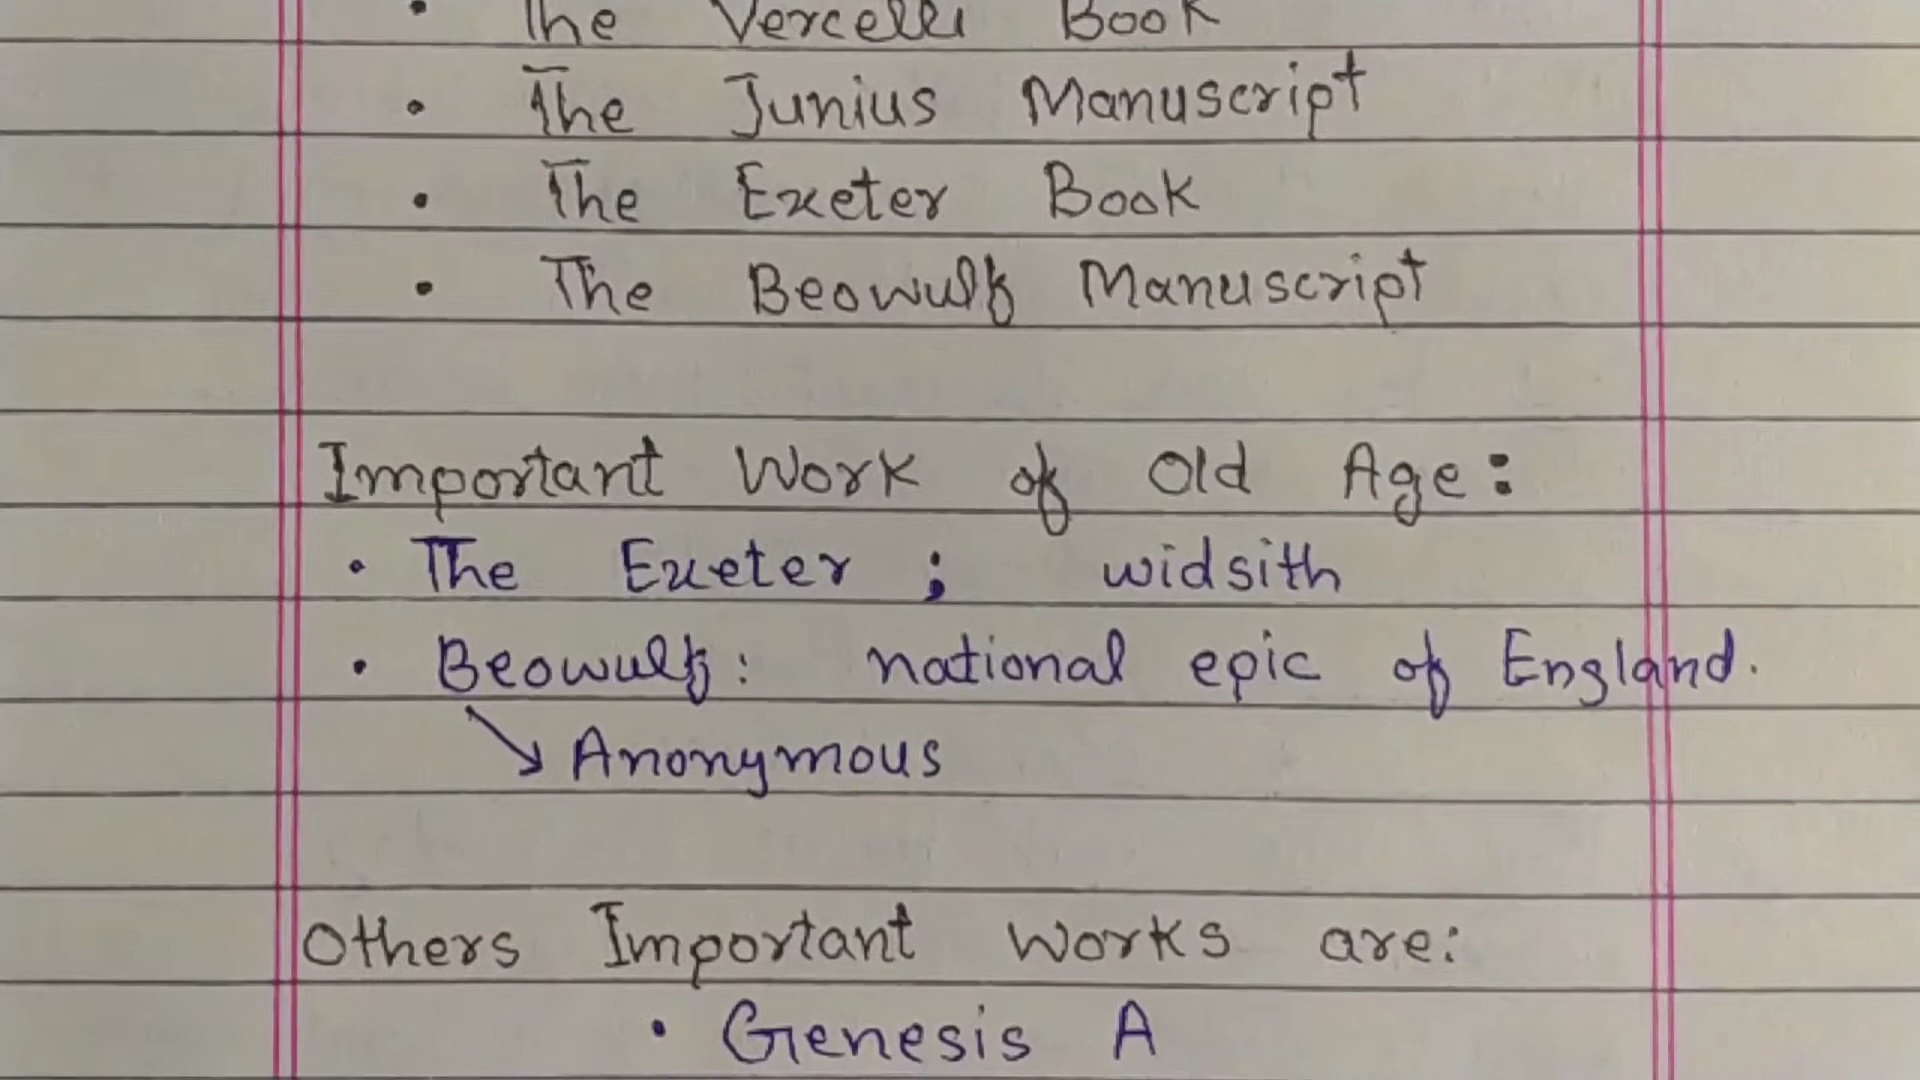 • The Vercelli Book
• The Junius Manuscript
• The Exeter Book
• The Beowulf Manuscript
Important Work of Old Age:
• The Exeter ; widsith
• Beowulf: national epic of England.
↘ Anonymous
Others Important Works are:
• Genesis A